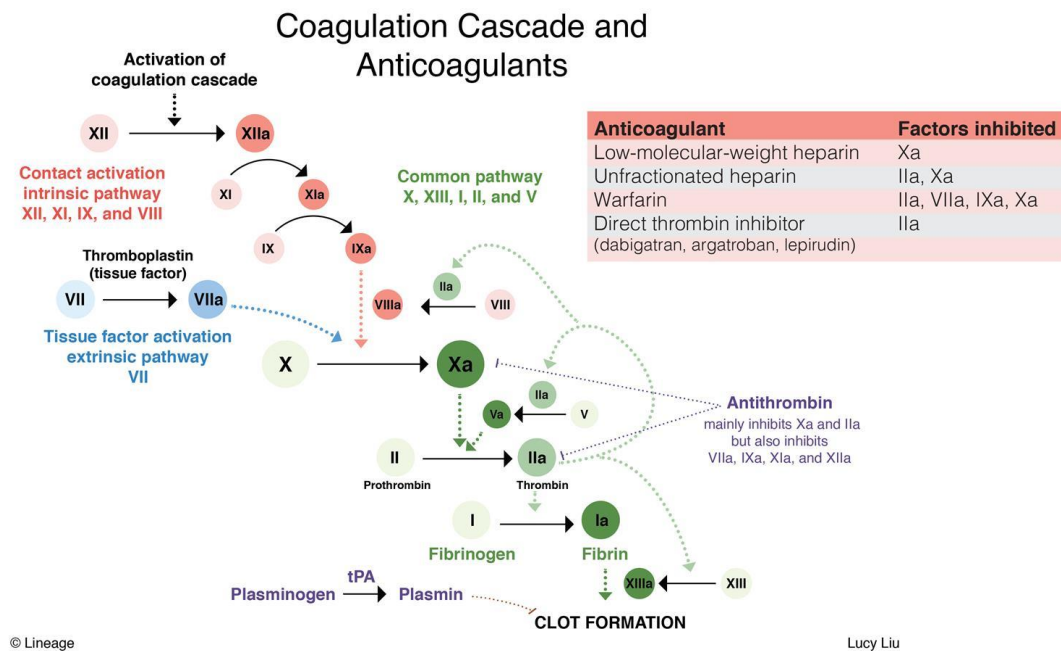 Coagulation Cascade and
Anticoagulants
Activation of
coagulation cascade
XII
XIIa
Contact activation
intrinsic pathway
XII, XI, IX, and VIII
XI
XIa
IX
IXa
Common pathway
X, XIII, I, II, and V
Anticoagulant Factors inhibited
Low-molecular-weight heparin Xa
Unfractionated heparin IIa, Xa
Warfarin IIa, VIIa, IXa, Xa
Direct thrombin inhibitor IIa
(dabigatran, argatroban, lepirudin)
Thromboplastin
(tissue factor)
VII
VIIa
Tissue factor activation
extrinsic pathway
VII
VIIIa
IIa
VIII
X
Xa
IIa
Va
V
Antithrombin
mainly inhibits Xa and IIa
but also inhibits
VIIa, IXa, XIa, and XIIa
II
Prothrombin
IIa
Thrombin
I
Fibrinogen
Ia
Fibrin
tPA
Plasminogen
Plasmin
XIIIa
XIII
CLOT FORMATION
© Lineage
Lucy Liu